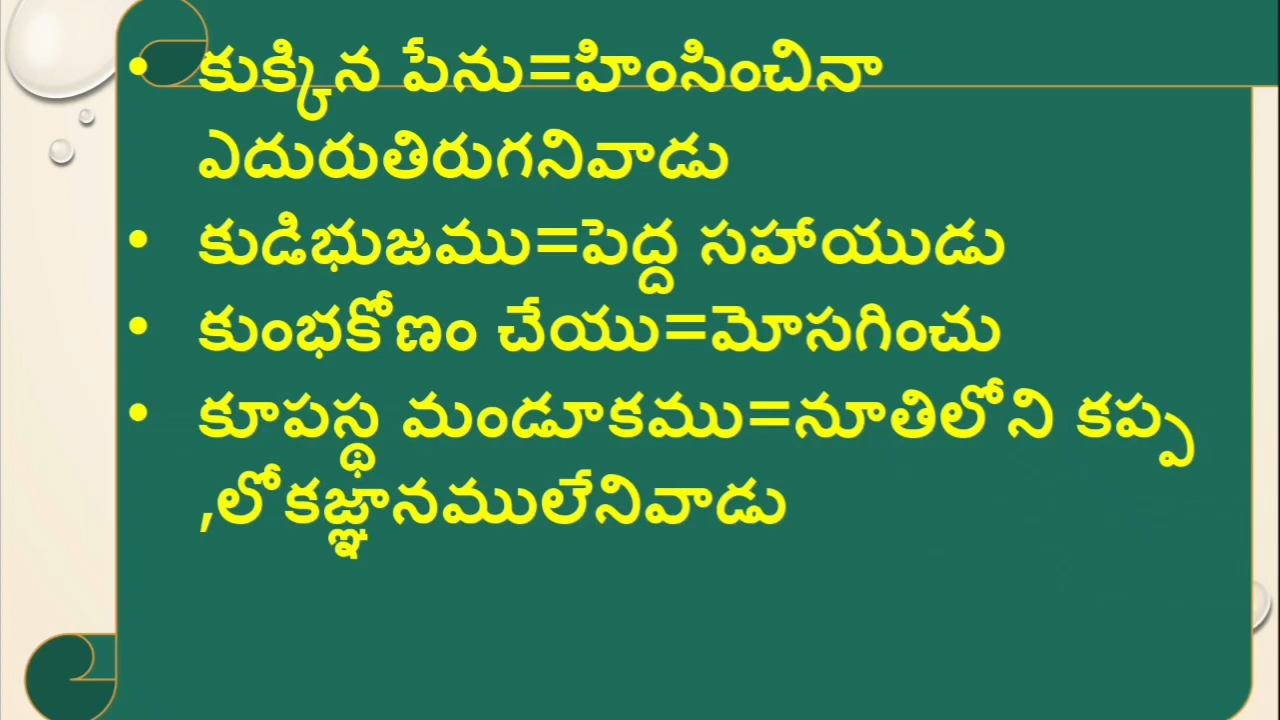 • కుక్కిన పేను=హింసించినా
ఎదురుతిరుగనివాడు
• కుడిభుజము=పెద్ద సహాయుడు
• కుంభకోణం చేయు=మోసగించు
• కూపస్థ మండూకము=నూతిలోని కప్ప
,లోకజ్ఞానములేనివాడు